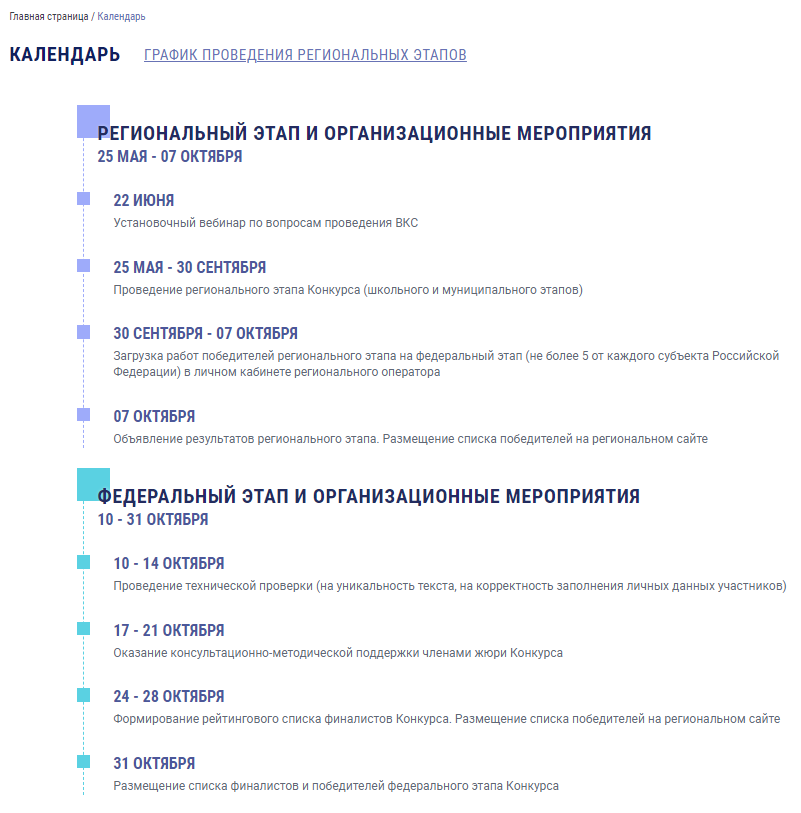 Главная страница / Календарь
КАЛЕНДАРЬ ГРАФИК ПРОВЕДЕНИЯ РЕГИОНАЛЬНЫХ ЭТАПОВ
РЕГИОНАЛЬНЫЙ ЭТАП И ОРГАНИЗАЦИОННЫЕ МЕРОПРИЯТИЯ
25 МАЯ - 07 ОКТЯБРЯ
22 ИЮНЯ
Установочный вебинар по вопросам проведения ВКС
25 МАЯ - 30 СЕНТЯБРЯ
Проведение регионального этапа Конкурса (школьного и муниципального этапов)
30 СЕНТЯБРЯ - 07 ОКТЯБРЯ
Загрузка работ победителей регионального этапа на федеральный этап (не более 5 от каждого субъекта Российской
Федерации) в личном кабинете регионального оператора
07 ОКТЯБРЯ
Объявление результатов регионального этапа. Размещение списка победителей на региональном сайте
ФЕДЕРАЛЬНЫЙ ЭТАП И ОРГАНИЗАЦИОННЫЕ МЕРОПРИЯТИЯ
10 - 31 ОКТЯБРЯ
10 - 14 ОКТЯБРЯ
Проведение технической проверки (на уникальность текста, на корректность заполнения личных данных участников)
17 - 21 ОКТЯБРЯ
Оказание консультационно-методической поддержки членами жюри Конкурса
24 - 28 ОКТЯБРЯ
Формирование рейтингового списка финалистов Конкурса. Размещение списка победителей на региональном сайте
31 ОКТЯБРЯ
Размещение списка финалистов и победителей федерального этапа Конкурса